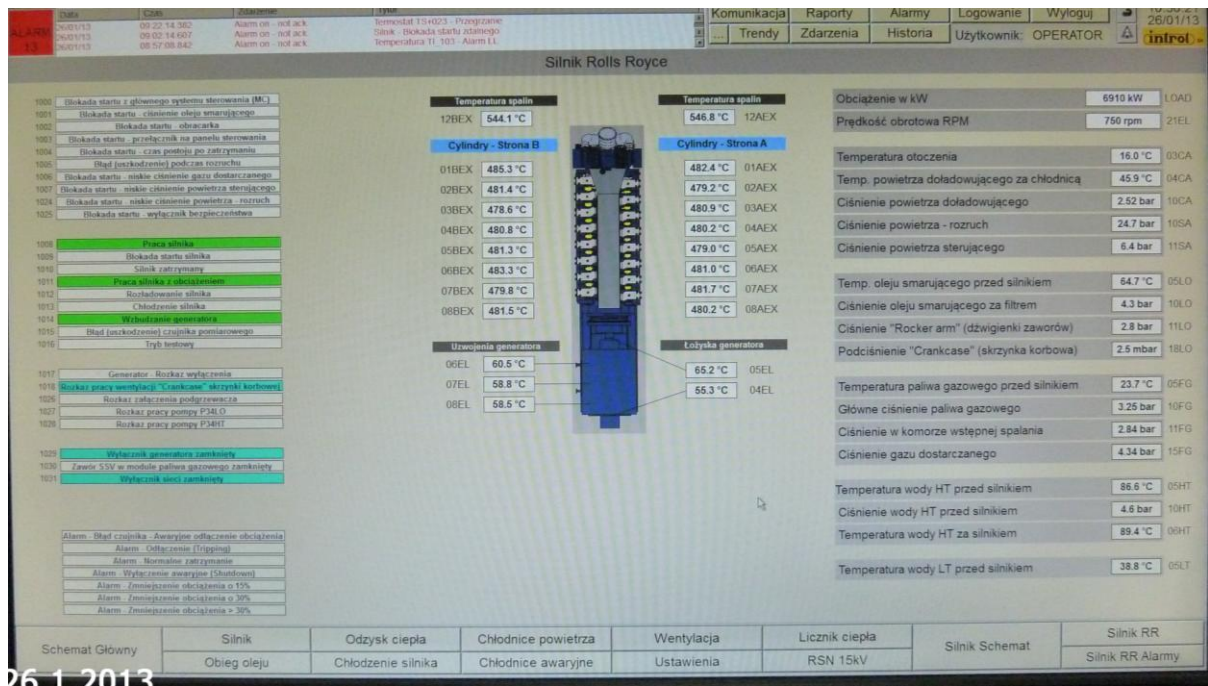 Data Czas Zdarzenie
ALARM 13
26/01/13 09:22:14.302 Alarm on - not ack Termostat TS+023 - Przegrzanie
26/01/13 09:02:14.607 Alarm on - not ack Silnik - Blokada startu zdalnego
26/01/13 08:57:08.842 Alarm on - not ack Temperatura TI_103 - Alarm LL
Komunikacja Raporty Alarmy Logowanie Wyloguj
26/01/13
... Trendy Zdarzenia Historia Użytkownik: OPERATOR introl
Silnik Rolls Royce
1000 Blokada startu z głównego systemu sterowania (MC)
1001 Blokada startu - ciśnienie oleju smarującego
1002 Blokada startu - obracarka
1003 Blokada startu - przełącznik na panelu sterowania
1004 Blokada startu - czas postoju po zatrzymaniu
1005 Błąd (uszkodzenie) podczas rozruchu
1006 Blokada startu - niskie ciśnienie gazu dostarczanego
1007 Blokada startu - niskie ciśnienie powietrza sterującego
1024 Blokada startu - niskie ciśnienie powietrza - rozruch
1025 Blokada startu - wyłącznik bezpieczeństwa
1008 Praca silnika
1009 Blokada startu silnika
1010 Silnik zatrzymany
1011 Praca silnika z obciążeniem
1012 Rozładowanie silnika
1013 Chłodzenie silnika
1014 Wzbudzanie generatora
1015 Błąd (uszkodzenie) czujnika pomiarowego
1016 Tryb testowy
1017 Generator - Rozkaz wyłączenia
1018 Rozkaz pracy wentylacji "Crankcase" skrzynki korbowej
1026 Rozkaz załączenia podgrzewacza
1027 Rozkaz pracy pompy P34LO
1028 Rozkaz pracy pompy P34HT
1029 Wyłącznik generatora zamknięty
1030 Zawór SSV w module paliwa gazowego zamknięty
1031 Wyłącznik sieci zamknięty
Alarm - Błąd czujnika - Awaryjne odłączenie obciążenia
Alarm - Odłączenie (Tripping)
Alarm - Normalne zatrzymanie
Alarm - Wyłączenie awaryjne (Shutdown)
Alarm - Zmniejszenie obciążenia o 15%
Alarm - Zmniejszenie obciążenia o 30%
Alarm - Zmniejszenie obciążenia > 30%
Temperatura spalin
12BEX 544.1 °C
Cylindry - Strona B
01BEX 485.3 °C
02BEX 481.4 °C
03BEX 478.6 °C
04BEX 480.8 °C
05BEX 481.3 °C
06BEX 483.3 °C
07BEX 479.8 °C
08BEX 481.5 °C
Uzwojenia generatora
06EL 60.5 °C
07EL 58.8 °C
08EL 58.5 °C
Temperatura spalin
546.8 °C 12AEX
Cylindry - Strona A
482.4 °C 01AEX
479.2 °C 02AEX
480.9 °C 03AEX
480.2 °C 04AEX
479.0 °C 05AEX
481.0 °C 06AEX
481.7 °C 07AEX
480.2 °C 08AEX
Łożyska generatora
65.2 °C 05EL
55.3 °C 04EL
Obciążenie w kW 6910 kW LOAD
Prędkość obrotowa RPM 750 rpm 21EL
Temperatura otoczenia 16.0 °C 03CA
Temp. powietrza doładowującego za chłodnicą 45.9 °C 04CA
Ciśnienie powietrza doładowującego 2.52 bar 10CA
Ciśnienie powietrza - rozruch 24.7 bar 10SA
Ciśnienie powietrza sterującego 6.4 bar 11SA
Temp. oleju smarującego przed silnikiem 64.7 °C 05LO
Ciśnienie oleju smarującego za filtrem 4.3 bar 10LO
Ciśnienie "Rocker arm" (dźwigienki zaworów) 2.8 bar 11LO
Podciśnienie "Crankcase" (skrzynka korbowa) 2.5 mbar 18LO
Temperatura paliwa gazowego przed silnikiem 23.7 °C 05FG
Główne ciśnienie paliwa gazowego 3.25 bar 10FG
Ciśnienie w komorze wstępnej spalania 2.84 bar 11FG
Ciśnienie gazu dostarczanego 4.34 bar 15FG
Temperatura wody HT przed silnikiem 86.6 °C 05HT
Ciśnienie wody HT przed silnikiem 4.6 bar 10HT
Temperatura wody HT za silnikiem 89.4 °C 06HT
Temperatura wody LT przed silnikiem 38.8 °C 05LT
Schemat Główny Silnik Odzysk ciepła Chłodnice powietrza Wentylacja Licznik ciepła Silnik Schemat Silnik RR
Obieg oleju Chłodzenie silnika Chłodnice awaryjne Ustawienia RSN 15kV Silnik RR Alarmy
26.1.2013